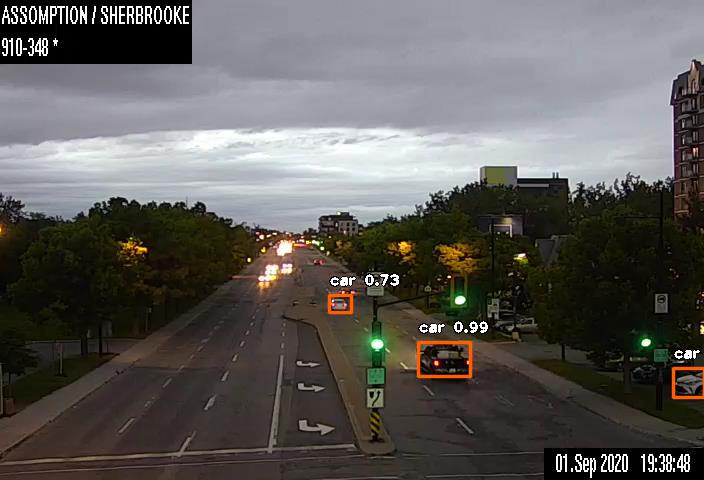 ASSOMPTION / SHERBROOKE
910-348 *
car 0.73
car 0.99
car
01.Sep 2020 19:38:48